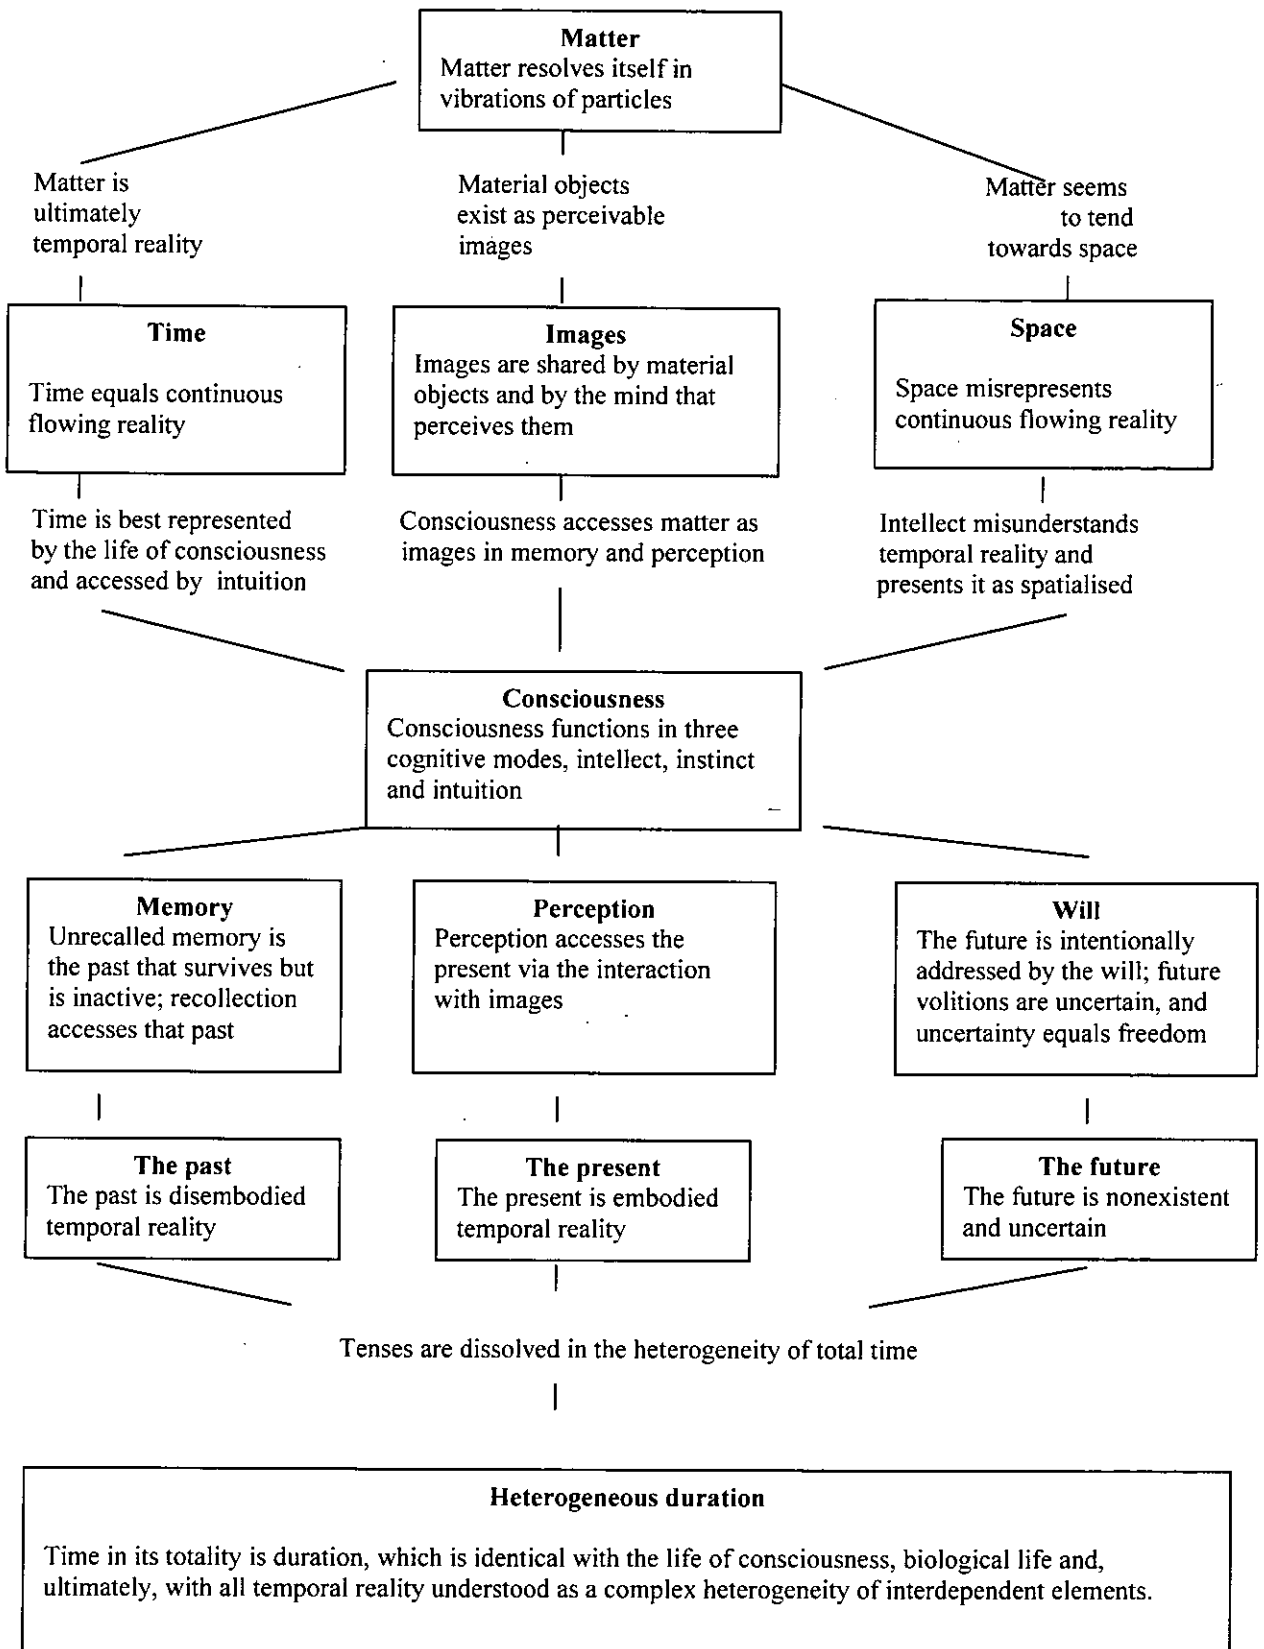 Matter
Matter resolves itself in
vibrations of particles
Matter is
ultimately
temporal reality
Material objects
exist as perceivable
images
Matter seems
to tend
towards space
Time
Time equals continuous
flowing reality
Images
Images are shared by material
objects and by the mind that
perceives them
Space
Space misrepresents
continuous flowing reality
Time is best represented
by the life of consciousness
and accessed by intuition
Consciousness accesses matter as
images in memory and perception
Intellect misunderstands
temporal reality and
presents it as spatialised
Consciousness
Consciousness functions in three
cognitive modes, intellect, instinct
and intuition
Memory
Unrecalled memory is
the past that survives but
is inactive; recollection
accesses that past
Perception
Perception accesses the
present via the interaction
with images
Will
The future is intentionally
addressed by the will; future
volitions are uncertain, and
uncertainty equals freedom
The past
The past is disembodied
temporal reality
The present
The present is embodied
temporal reality
The future
The future is nonexistent
and uncertain
Tenses are dissolved in the heterogeneity of total time
Heterogeneous duration
Time in its totality is duration, which is identical with the life of consciousness, biological life and,
ultimately, with all temporal reality understood as a complex heterogeneity of interdependent elements.